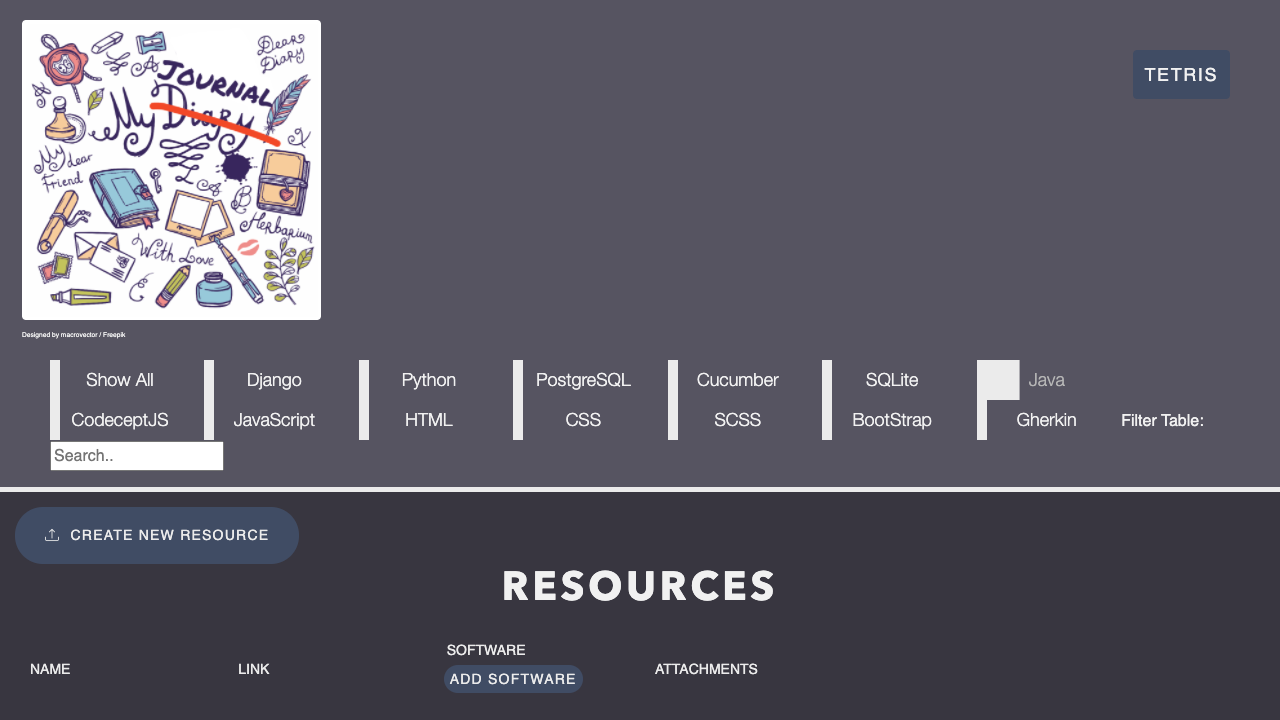 Dear
Diary
A
JOURNAL
My Diary
My dear
Friend
A
B
Herbarium
With Love
Designed by macrovector / Freepik
TETRIS
Show All
Django
Python
PostgreSQL
Cucumber
SQLite
Java
CodeceptJS
JavaScript
HTML
CSS
SCSS
BootStrap
Gherkin
Filter Table:
Search..
CREATE NEW RESOURCE
RESOURCES
NAME
LINK
SOFTWARE
ADD SOFTWARE
ATTACHMENTS